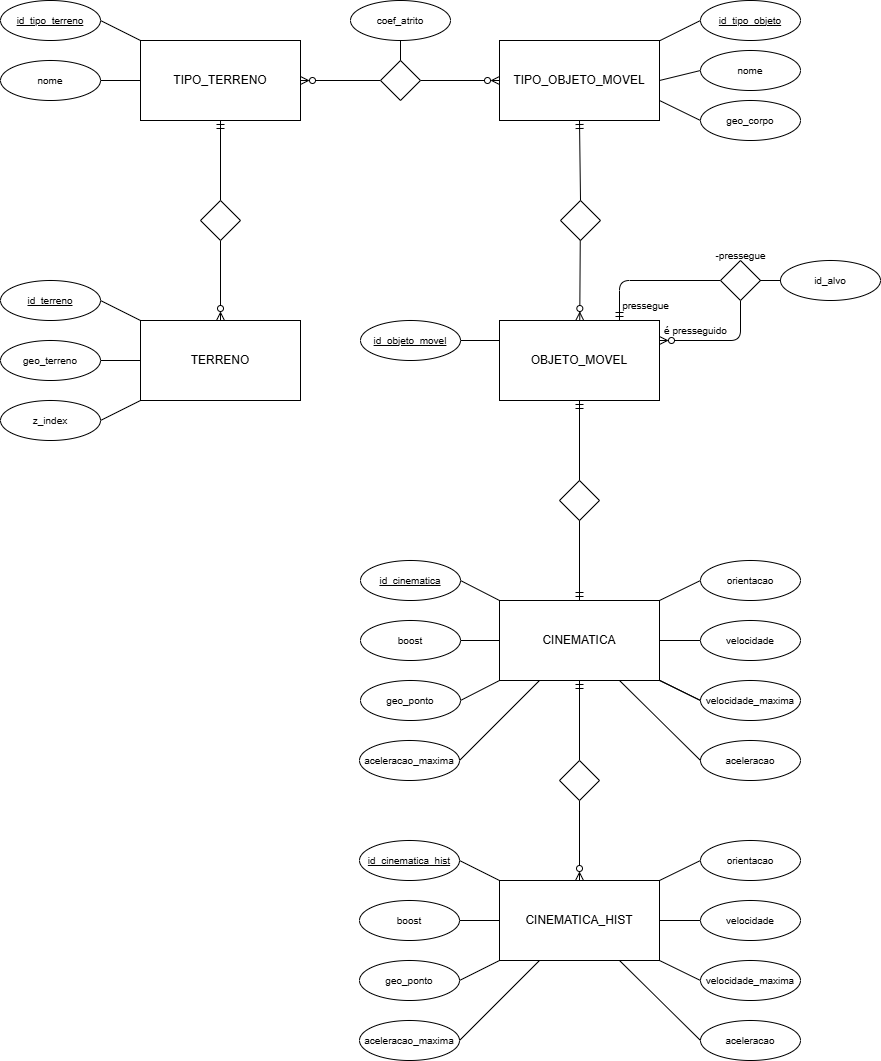 id_tipo_terreno
coef_atrito
id_tipo_objeto
nome
TIPO_TERRENO
TIPO_OBJETO_MOVEL
nome
geo_corpo
-pressegue
id_alvo
id_terreno
pressegue
é presseguido
id_objeto_movel
geo_terreno
TERRENO
OBJETO_MOVEL
z_index
id_cinematica
orientacao
boost
CINEMATICA
velocidade
geo_ponto
velocidade_maxima
aceleracao_maxima
aceleracao
id_cinematica_hist
orientacao
boost
CINEMATICA_HIST
velocidade
geo_ponto
velocidade_maxima
aceleracao_maxima
aceleracao